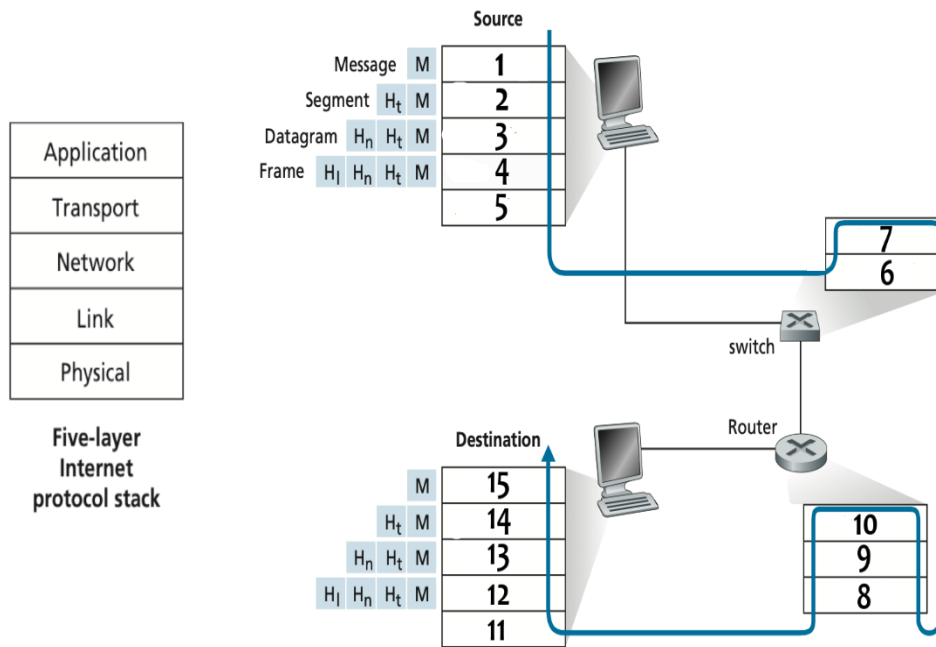 Source
Message M 1
Segment Ht M 2
Datagram Hn Ht M 3
Frame Hl Hn Ht M 4
5
Application
Transport
Network
Link
Physical
Five-layer
Internet
protocol stack
7
6
switch
Router
Destination
M 15
Ht M 14
Hn Ht M 13
Hl Hn Ht M 12
11
10
9
8